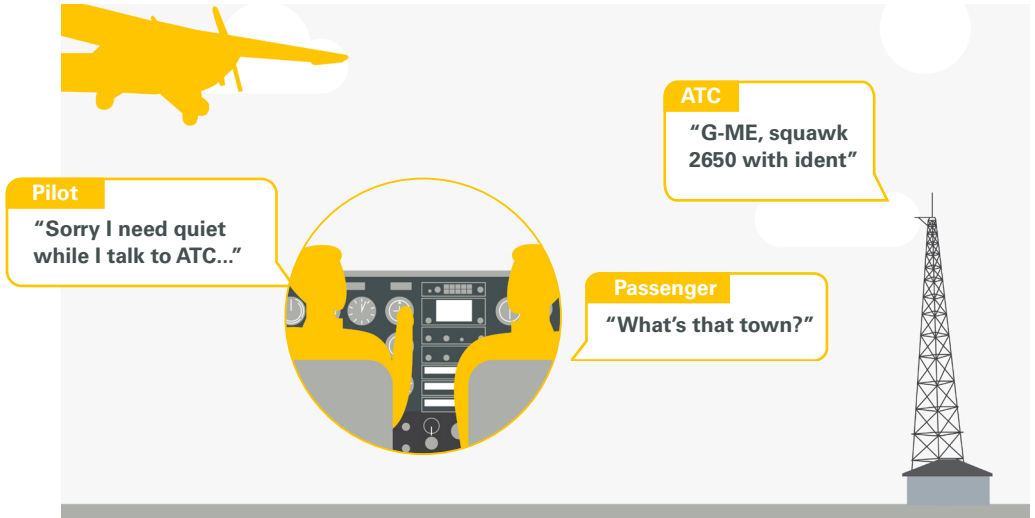 ATC
“G-ME, squawk
2650 with ident”
Pilot
“Sorry I need quiet
while I talk to ATC...”
Passenger
“What’s that town?”